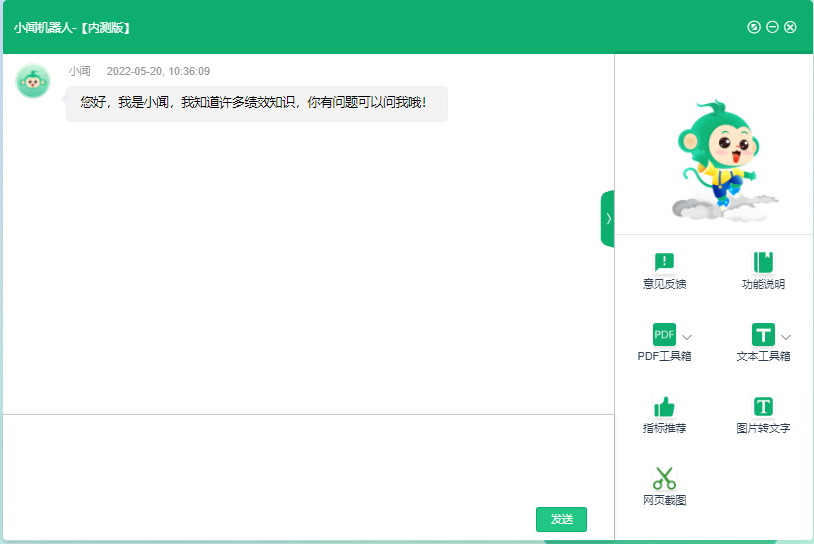 小闻机器人-【内测版】
小闻 2022-05-20, 10:36:09
您好，我是小闻，我知道许多绩效知识，你有问题可以问我哦！
意见反馈 功能说明
PDF
PDF工具箱 文本工具箱
指标推荐 图片转文字
网页截图
发送